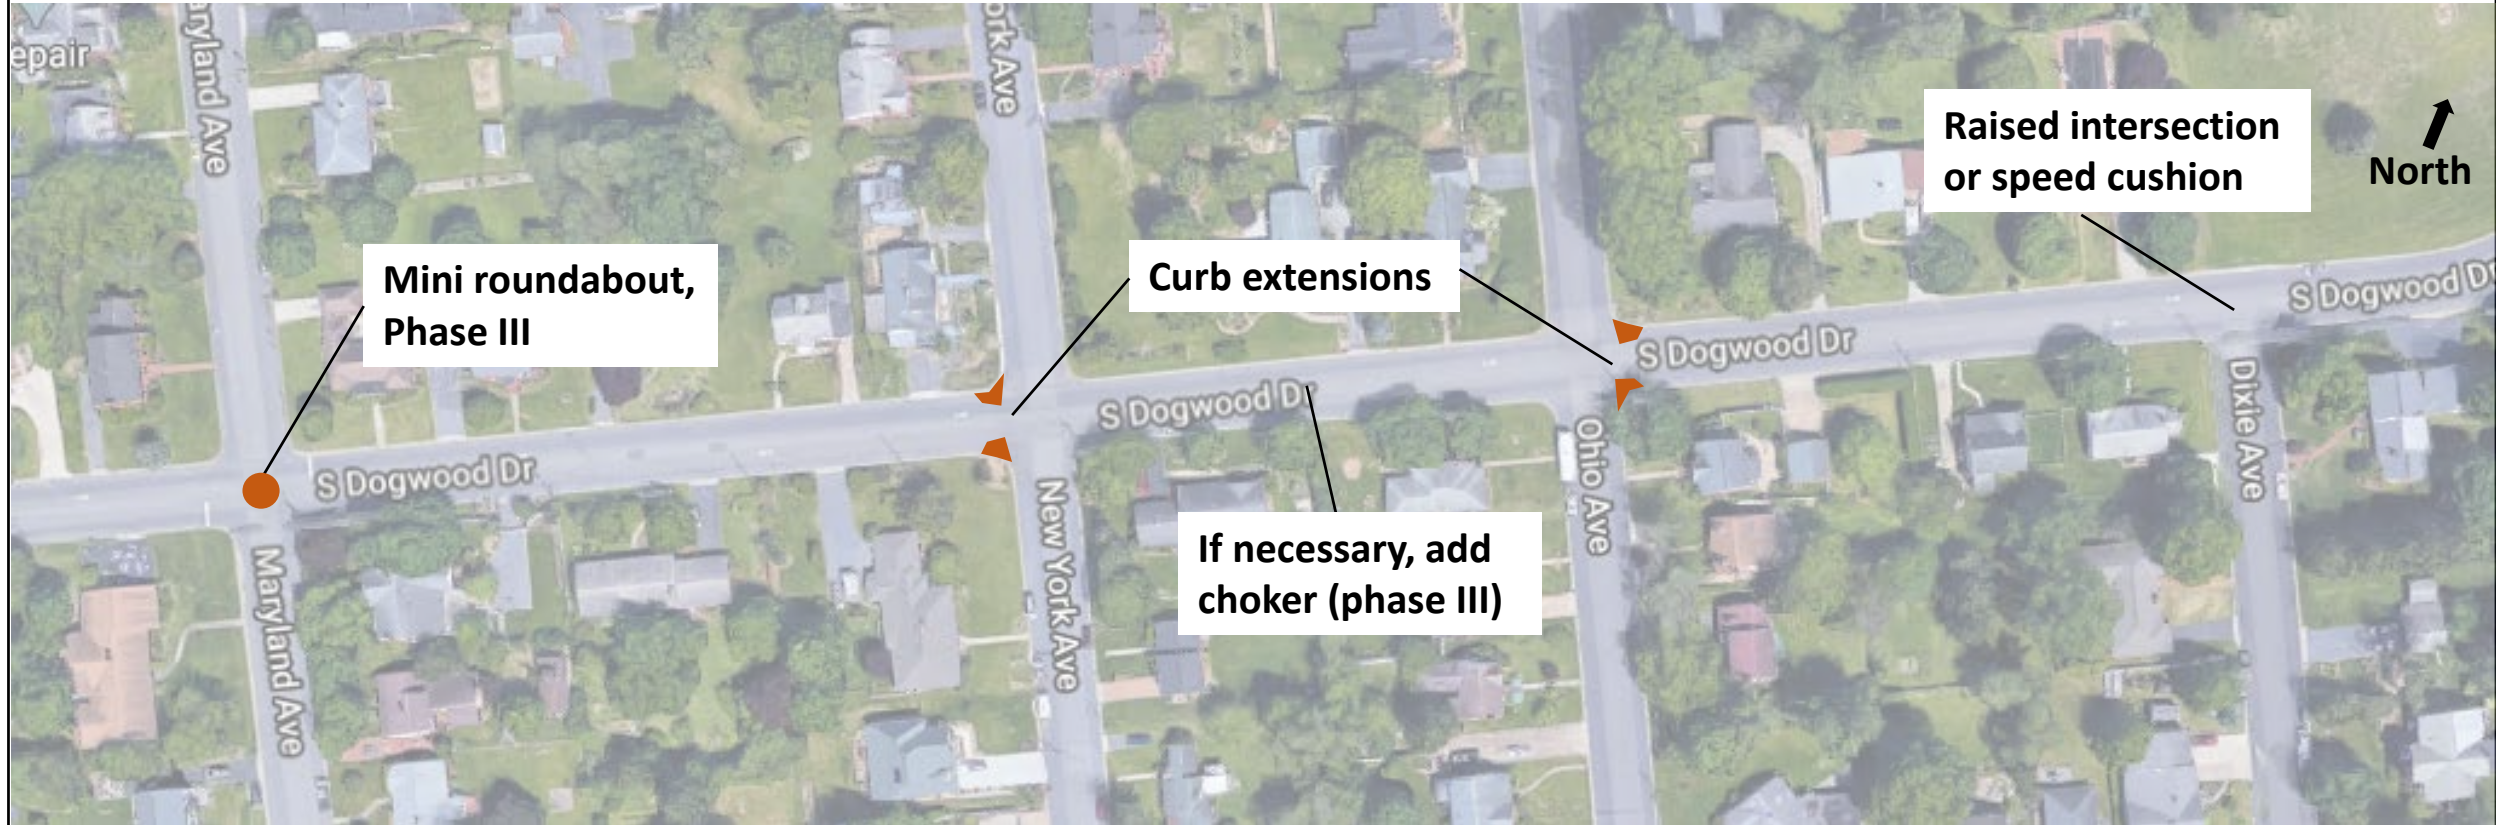 epair
aryland Ave
ork Ave
Raised intersection
or speed cushion
North
Mini roundabout,
Phase III
Curb extensions
S Dogwood Dr
S Dogwood Dr
S Dogwood Dr
S Dogwood Dr
Dixie Ave
Ohio Ave
New York Ave
If necessary, add
choker (phase III)
Maryland Ave